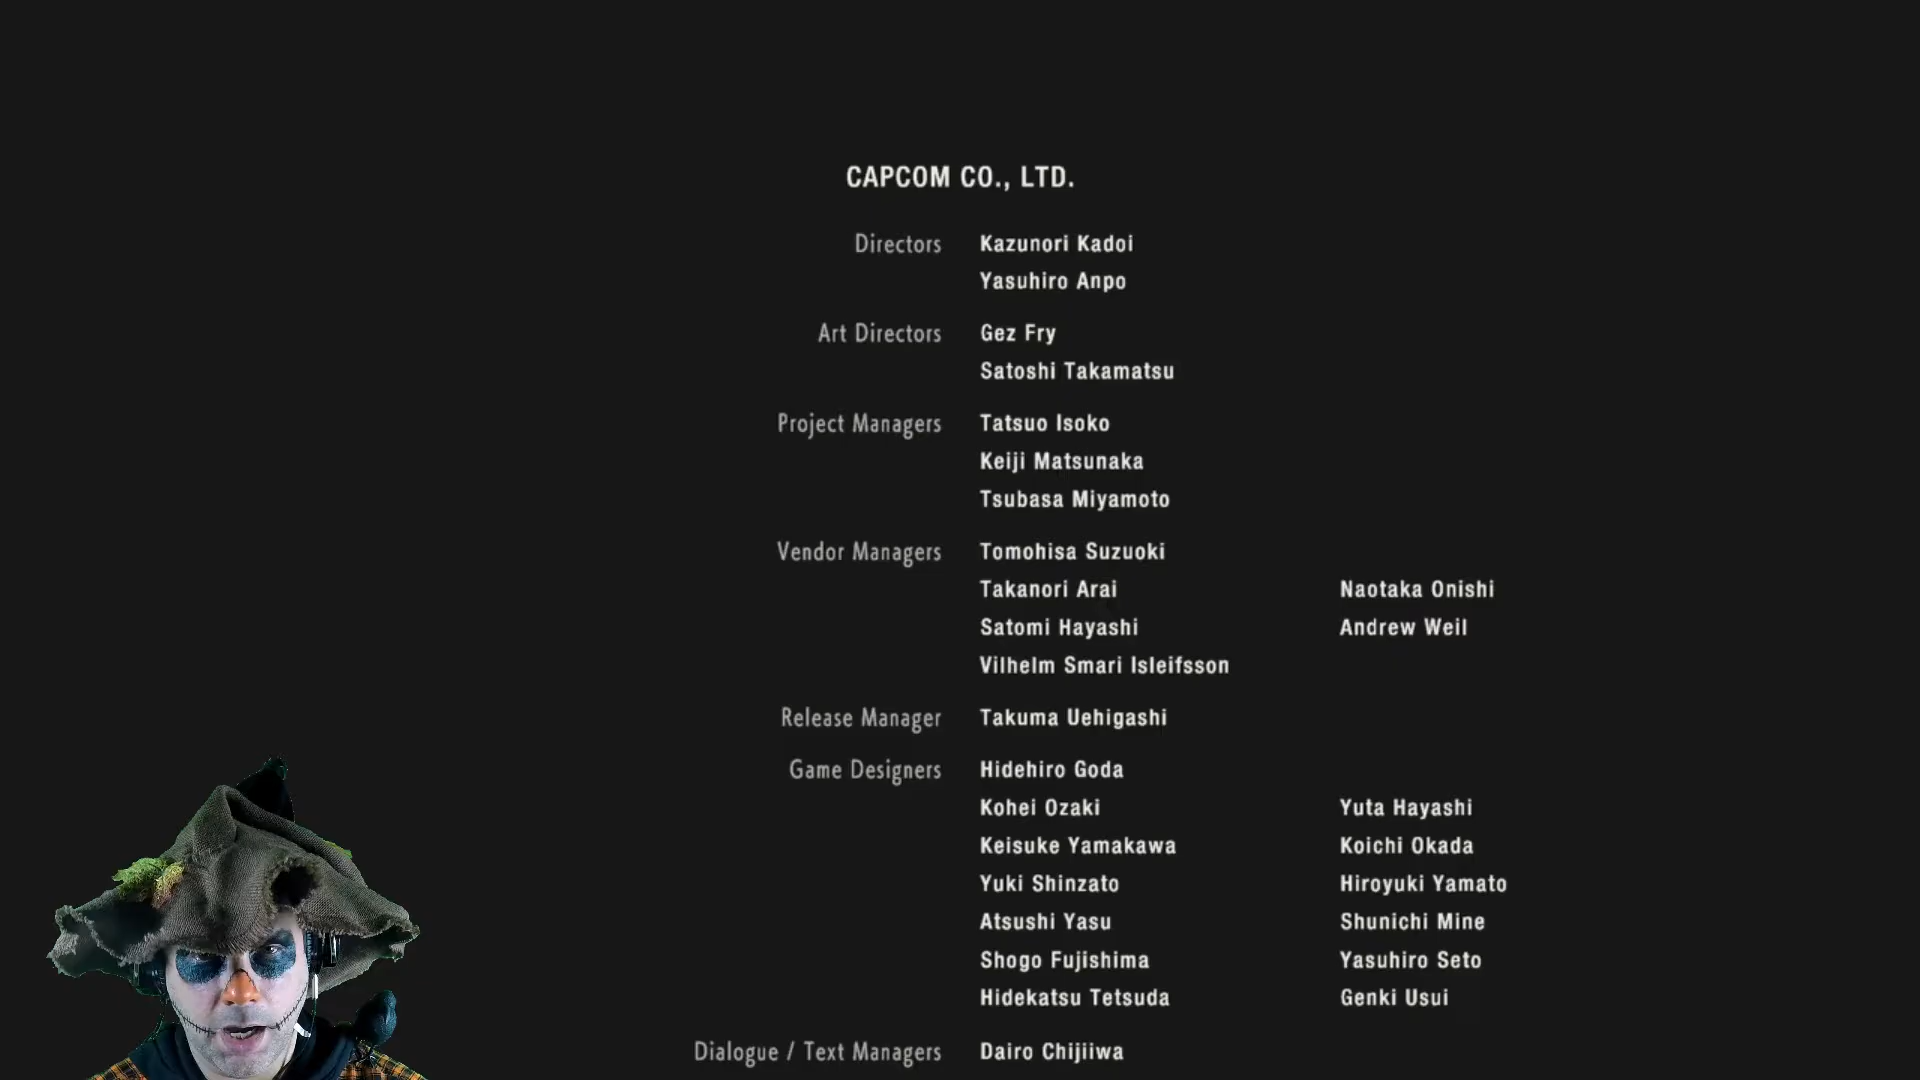 CAPCOM CO., LTD.
Directors Kazunori Kadoi
Yasuhiro Anpo
Art Directors Gez Fry
Satoshi Takamatsu
Project Managers Tatsuo Isoko
Keiji Matsunaka
Tsubasa Miyamoto
Vendor Managers Tomohisa Suzuoki
Takanori Arai Naotaka Onishi
Satomi Hayashi Andrew Weil
Vilhelm Smari Isleifsson
Release Manager Takuma Uehigashi
Game Designers Hidehiro Goda
Kohei Ozaki Yuta Hayashi
Keisuke Yamakawa Koichi Okada
Yuki Shinzato Hiroyuki Yamato
Atsushi Yasu Shunichi Mine
Shogo Fujishima Yasuhiro Seto
Hidekatsu Tetsuda Genki Usui
Dialogue / Text Managers Dairo Chijiiwa